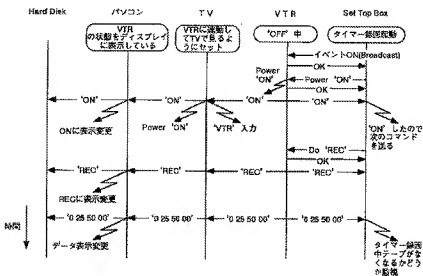 Hard Disk パソコン TV VTR Set Top Box
VTR
の状態をディスプレイ
に表示している
VTRに連動し
てTVで見るよ
うにセット
"OFF" 中
タイマー録画起動
イベントON(Broadcast)
OK
Power "ON"
Power
"ON"
OK
"ON" "ON" "ON" "ON" "ON"
ONに表示変更
Power "ON"
"VTR" 入力
"ON" したので
次のコマンド
を送る
Do "REC"
OK
"REC" "REC" "REC" "REC"
RECに表示変更
"0 25 50 00" "0 25 50 00" "0 25 50 00" "0 25 50 00"
時間
データ表示変更
タイマー録画
中テープがな
くなるかどう
か監視